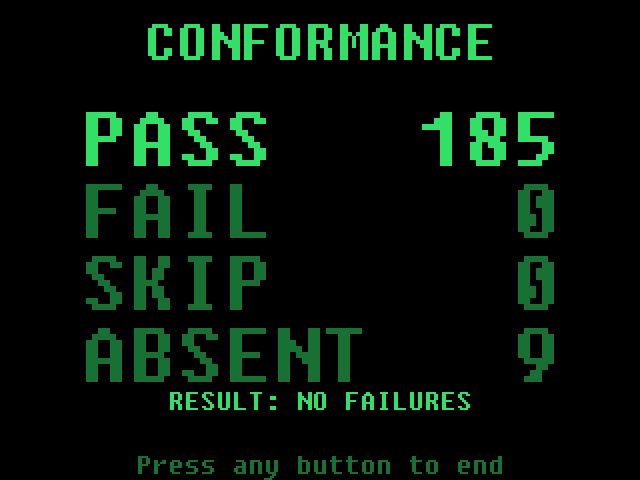 CONFORMANCE
PASS 185
FAIL 0
SKIP 0
ABSENT 9
RESULT: NO FAILURES
Press any button to end